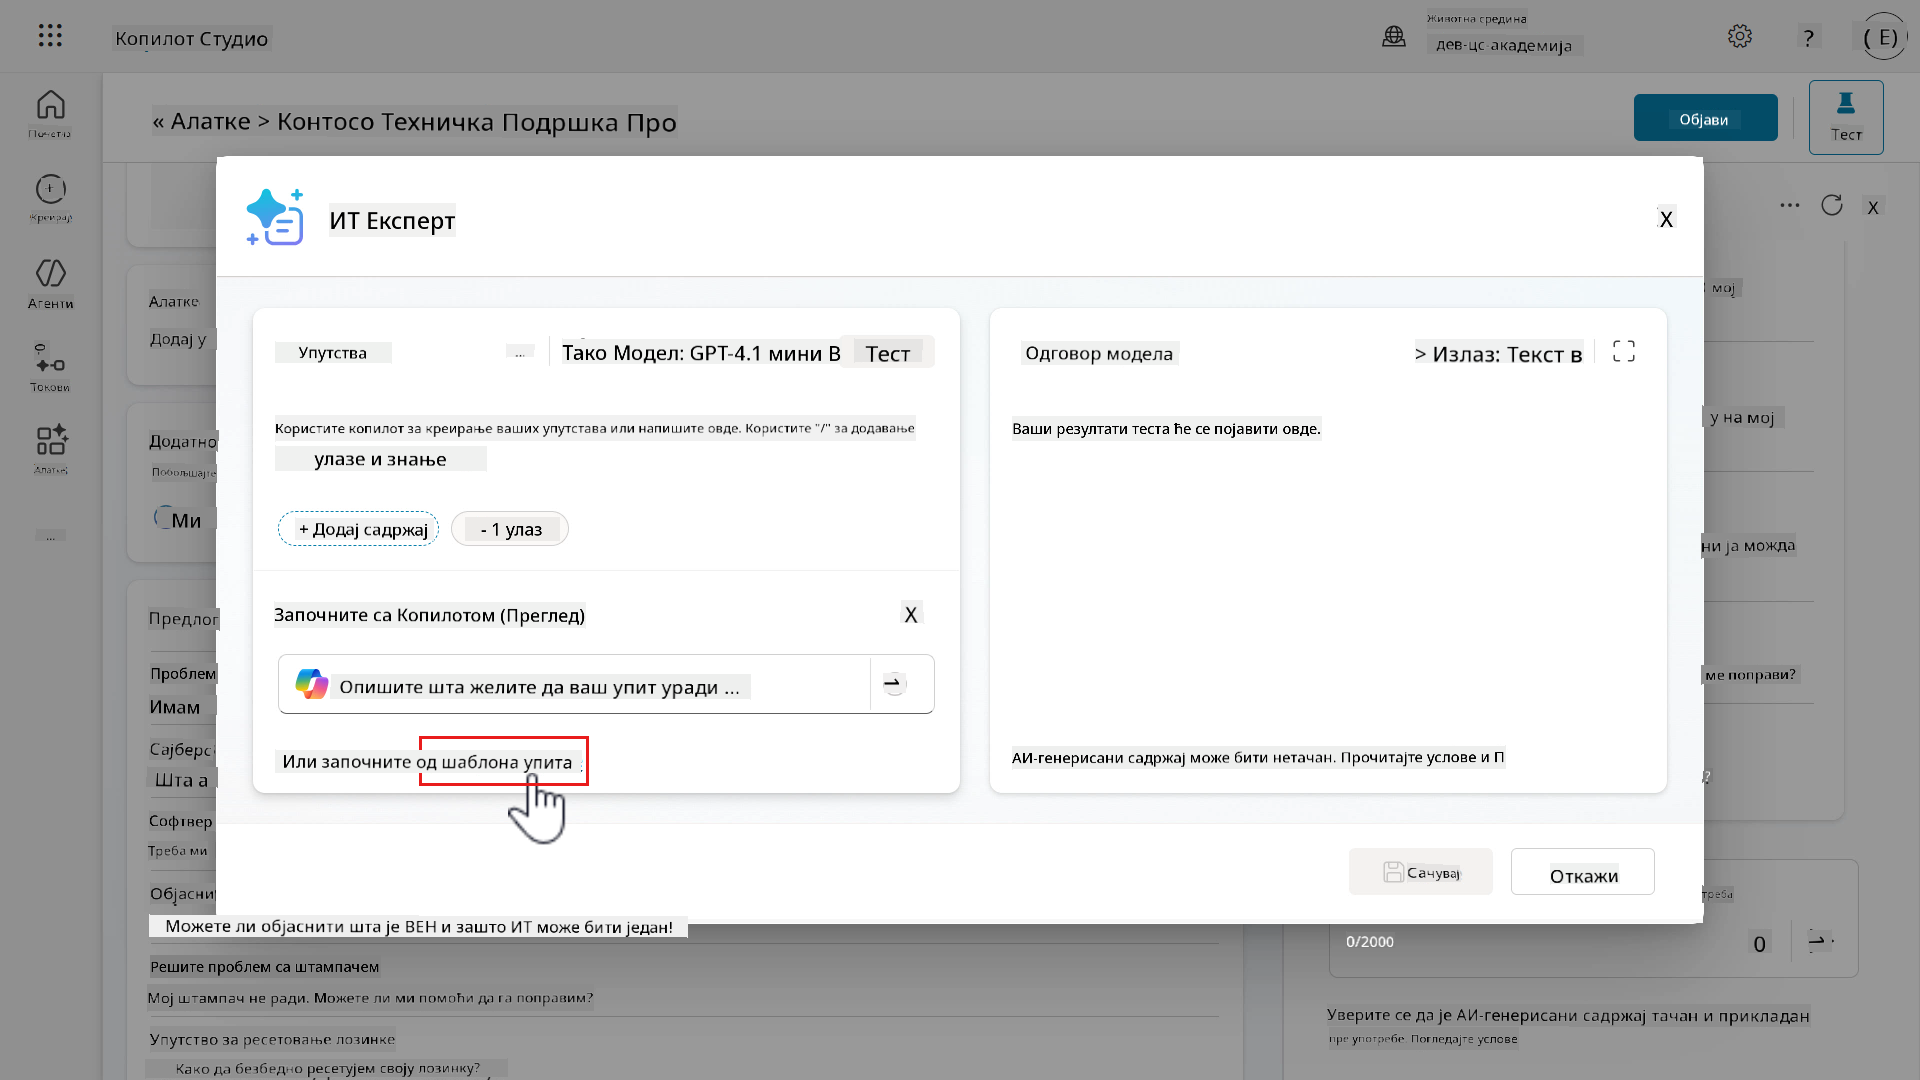 Копилот Студио
Животна средина
дев-цс-академија
?
( Е)
Почетна
« Алатке > Контосо Техничка Подршка Про
Објави
Тест
Креирај
Агенти
Токови
Алаткеј
...
ИТ Експерт
X
...
X
Алатке
Додај у
Додатно
Побољшајте
Ми
Упутства
...
Тако Модел: GPT-4.1 мини В
Тест
Користите копилот за креирање ваших упутстава или напишите овде. Користите "/" за додавање
улазе и знање
+ Додај садржај
- 1 улаз
Започните са Копилотом (Преглед)
X
Опишите шта желите да ваш упит уради ...
Или започните од шаблона упита
Одговор модела
> Излаз: Текст в
Ваши резултати теста ће се појавити овде.
АИ-генерисани садржај може бити нетачан. Прочитајте услове и П
мој
у на мој
ни ја можда
ме поправи?
?
Сачувај
Откажи
Предлог
Проблем
Имам
Сајберс
Шта а
Софтвер
Треба ми
Објасни
Можете ли објаснити шта је ВЕН и зашто ИТ може бити један!
Решите проблем са штампачем
Мој штампач не ради. Можете ли ми помоћи да га поправим?
Упутство за ресетовање лозинке
Како да безбедно ресетујем своју лозинку?
треба
0/2000
0
Уверите се да је АИ-генерисани садржај тачан и прикладан
пре употребе. Погледајте услове